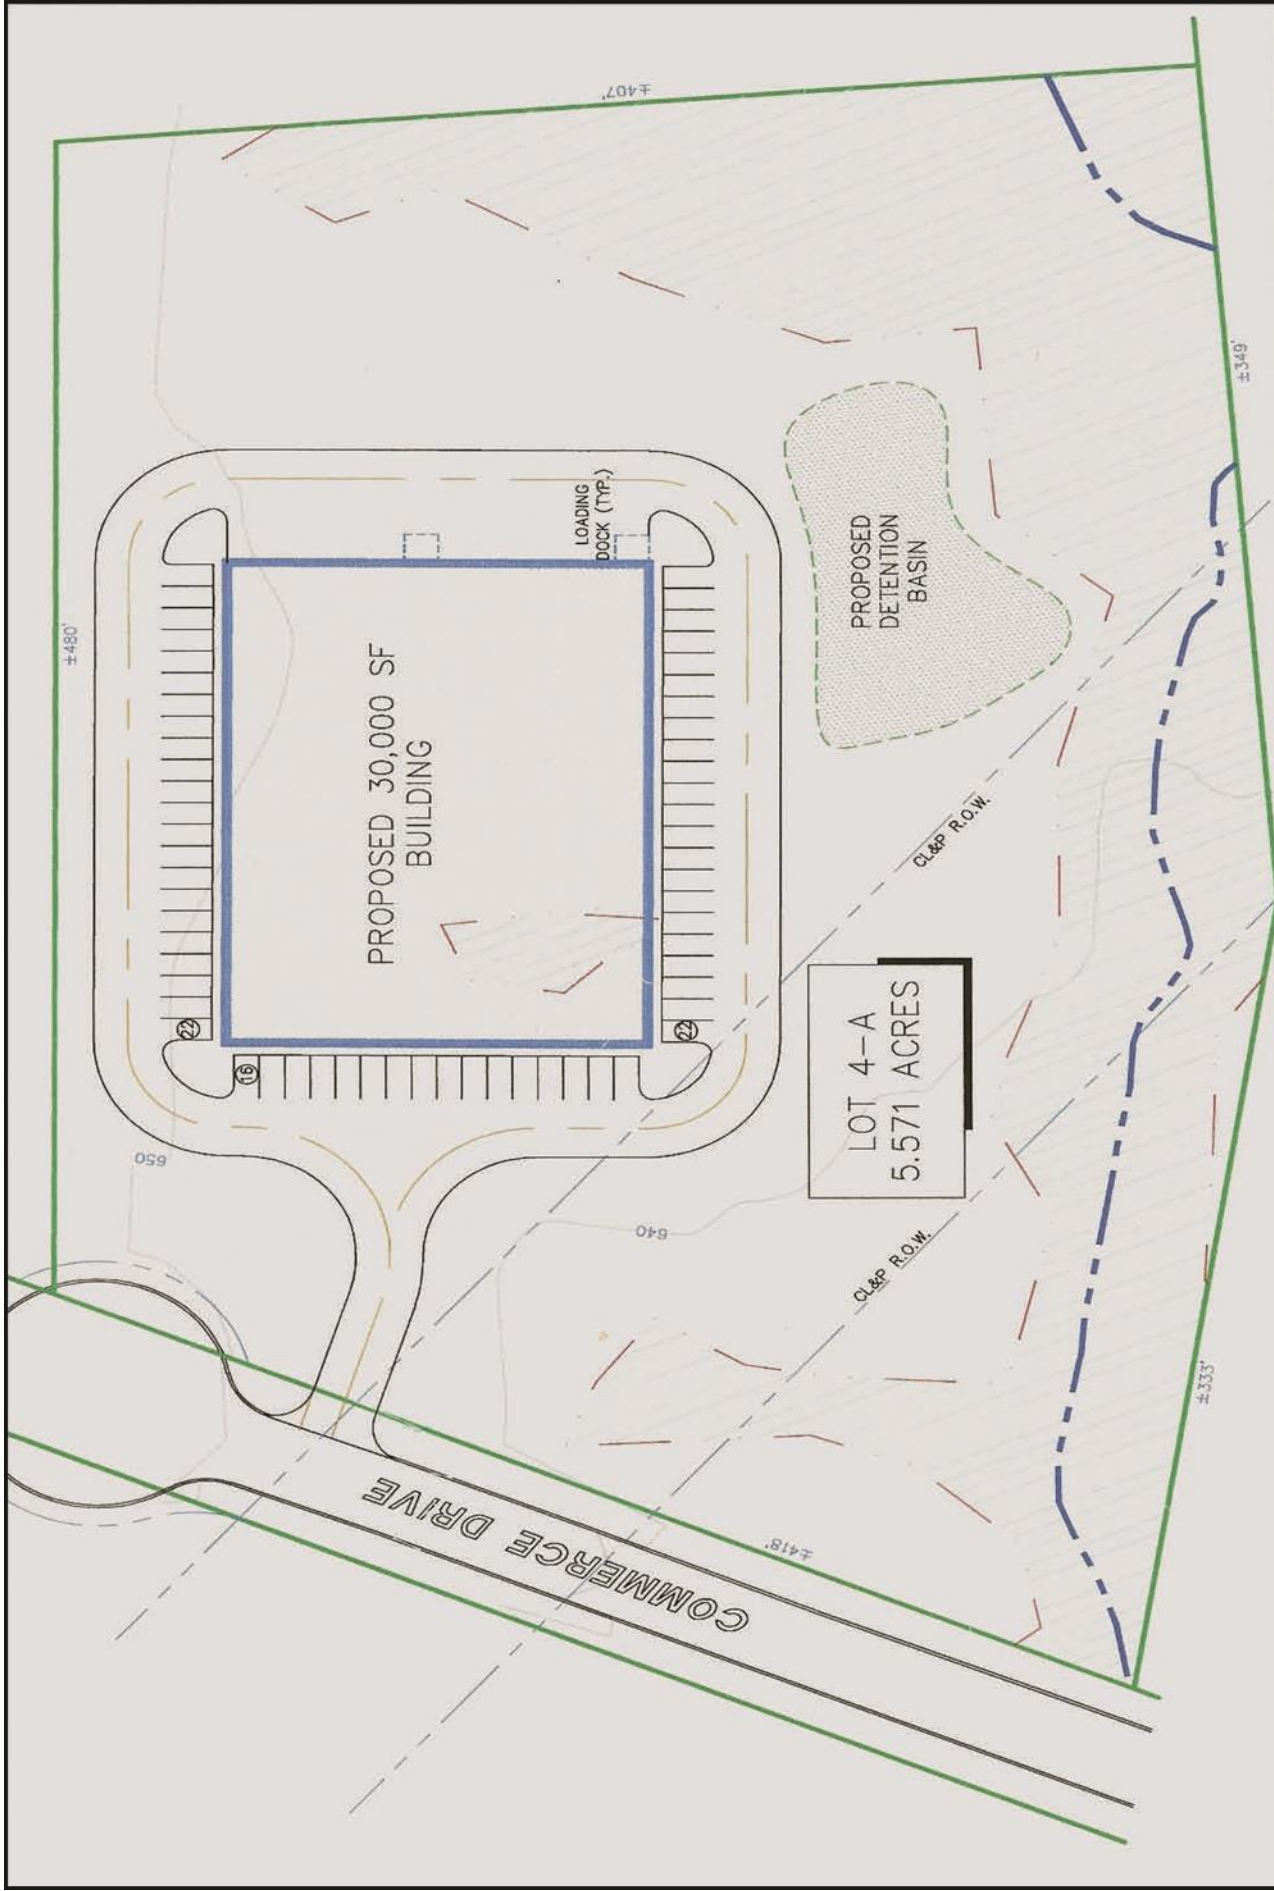 ±407'
±480'
±349'
LOADING
DOCK (TYP.)
PROPOSED
DETENTION
BASIN
PROPOSED 30,000 SF
BUILDING
CL&P R.O.W.
22
22
16
LOT 4-A
5.571 ACRES
650
640
CL&P R.O.W.
±333'
±418'
COMMERCE DRIVE